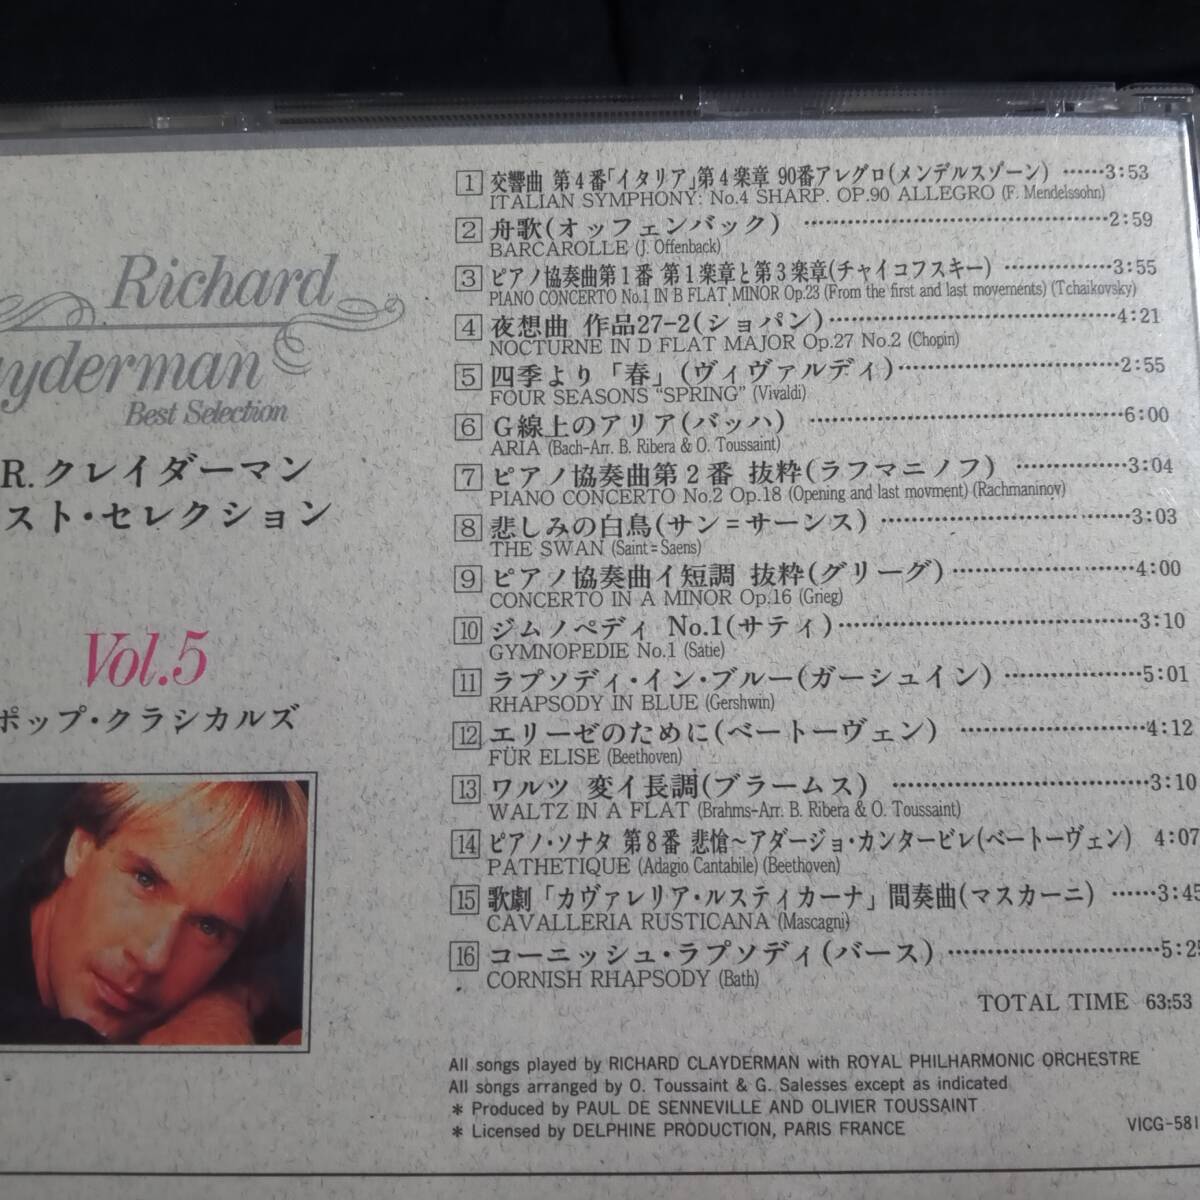 Richard
ayderman
Best Selection
R.クレイダーマン
スト・セレクション
Vol.5
ポップ・クラシカルズ
1 交響曲 第4番「イタリア」第4楽章 90番アレグロ(メンデルスゾーン) ……3:53
ITALIAN SYMPHONY: No.4 SHARP. OP.90 ALLEGRO (F. Mendelssohn)
2 舟歌(オッフェンバック) ……2:59
BARCAROLLE (J. Offenback)
3 ピアノ協奏曲第1番 第1楽章と第3楽章(チャイコフスキー) ……3:55
PIANO CONCERTO No.1 IN B FLAT MINOR Op.23 (From the first and last movements) (Tchaikovsky)
4 夜想曲 作品27-2(ショパン)……4:21
NOCTURNE IN D FLAT MAJOR Op.27 No.2 (Chopin)
5 四季より「春」(ヴィヴァルディ)……2:55
FOUR SEASONS “SPRING” (Vivaldi)
6 G線上のアリア(バッハ) ……6:00
ARIA (Bach-Arr. B. Ribera & O. Toussaint)
7 ピアノ協奏曲第2番 抜粋(ラフマニノフ) ……3:04
PIANO CONCERTO No.2 Op.18 (Opening and last movment) (Rachmaninov)
8 悲しみの白鳥(サン=サーンス) ……3:03
THE SWAN (Saint=Saens)
9 ピアノ協奏曲イ短調 抜粋(グリーグ) ……4:00
CONCERTO IN A MINOR Op.16 (Grieg)
10 ジムノペディ No.1(サティ)……3:10
GYMNOPEDIE No.1 (Satie)
11 ラプソディ・イン・ブルー(ガーシュイン) ……5:01
RHAPSODY IN BLUE (Gershwin)
12 エリーゼのために(ベートーヴェン) ……4:12
FÜR ELISE (Beethoven)
13 ワルツ 変イ長調(ブラームス) ……3:10
WALTZ IN A FLAT (Brahms-Arr. B. Ribera & O. Toussaint)
14 ピアノ・ソナタ 第8番 悲愴〜アダージョ・カンタービレ(ベートーヴェン) 4:07
PATHETIQUE (Adagio Cantabile) (Beethoven)
15 歌劇「カヴァレリア・ルスティカーナ」間奏曲(マスカーニ) ……3:45
CAVALLERIA RUSTICANA (Mascagni)
16 コーニッシュ・ラプソディ(バース) ……5:25
CORNISH RHAPSODY (Bath)
TOTAL TIME 63:53
All songs played by RICHARD CLAYDERMAN with ROYAL PHILHARMONIC ORCHESTRE
All songs arranged by O. Toussaint & G. Salesses except as indicated
* Produced by PAUL DE SENNEVILLE AND OLIVIER TOUSSAINT
* Licensed by DELPHINE PRODUCTION, PARIS FRANCE
VICG-581